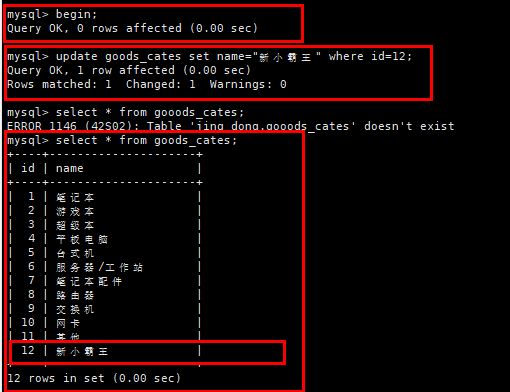 mysql> begin;
Query OK, 0 rows affected (0.00 sec)
mysql> update goods_cates set name="新小霸王" where id=12;
Query OK, 1 row affected (0.00 sec)
Rows matched: 1  Changed: 1  Warnings: 0
mysql> select * from gooods_cates;
ERROR 1146 (42S02): Table 'jing_dong.gooods_cates' doesn't exist
mysql> select * from goods_cates;
+----+---------------------+
| id | name                |
+----+---------------------+
|  1 | 笔记本              |
|  2 | 游戏本              |
|  3 | 超级本              |
|  4 | 平板电脑            |
|  5 | 台式机              |
|  6 | 服务器/工作站       |
|  7 | 笔记本配件          |
|  8 | 路由器              |
|  9 | 交换机              |
| 10 | 网卡                |
| 11 | 其他                |
| 12 | 新小霸王            |
12 rows in set (0.00 sec)